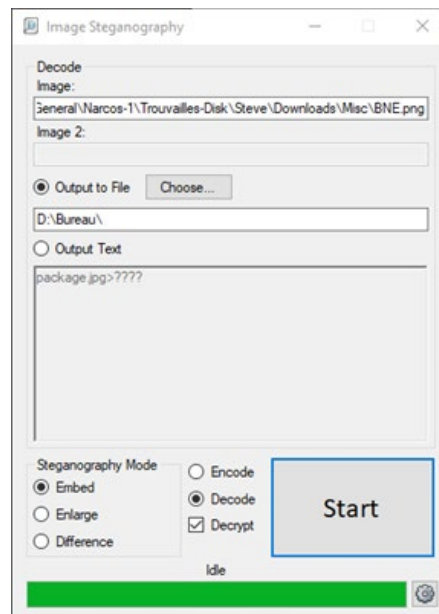 Image Steganography
Decode
Image:
General\Narcos-1\Trouvailles-Disk\Steve\Downloads\Misc\BNE.png
Image 2:
Output to File Choose...
D:\Bureau\
Output Text
package.jpg>????
Steganography Mode
Embed
Enlarge
Difference
Encode
Decode
Decrypt
Start
Idle